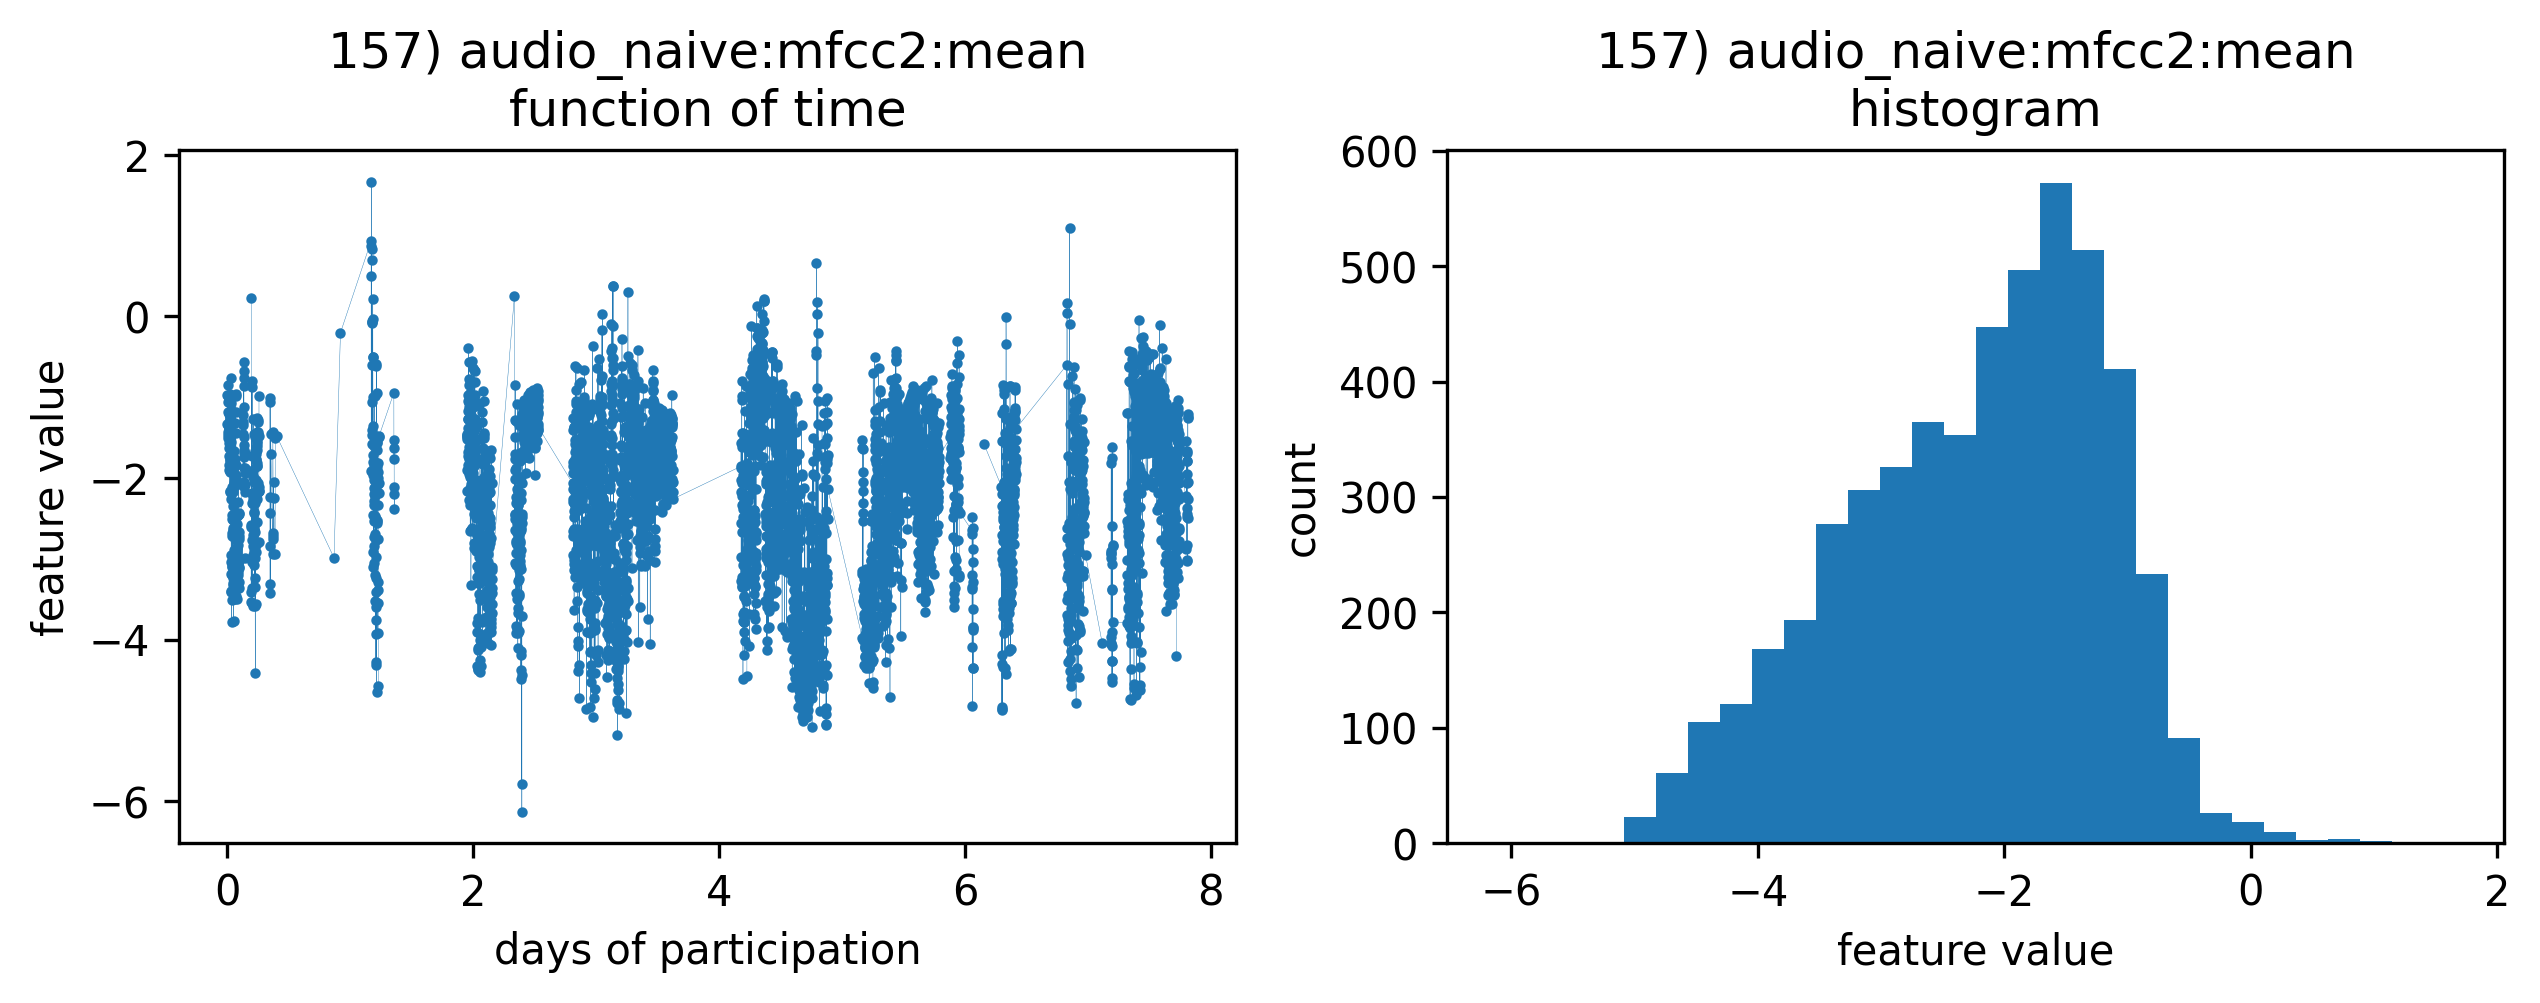 157) audio_naive:mfcc2:mean
function of time
2
0
−2
−4
−6
feature value
0
2
4
6
8
days of participation
157) audio_naive:mfcc2:mean
histogram
600
500
400
300
200
100
0
count
−6
−4
−2
0
2
feature value